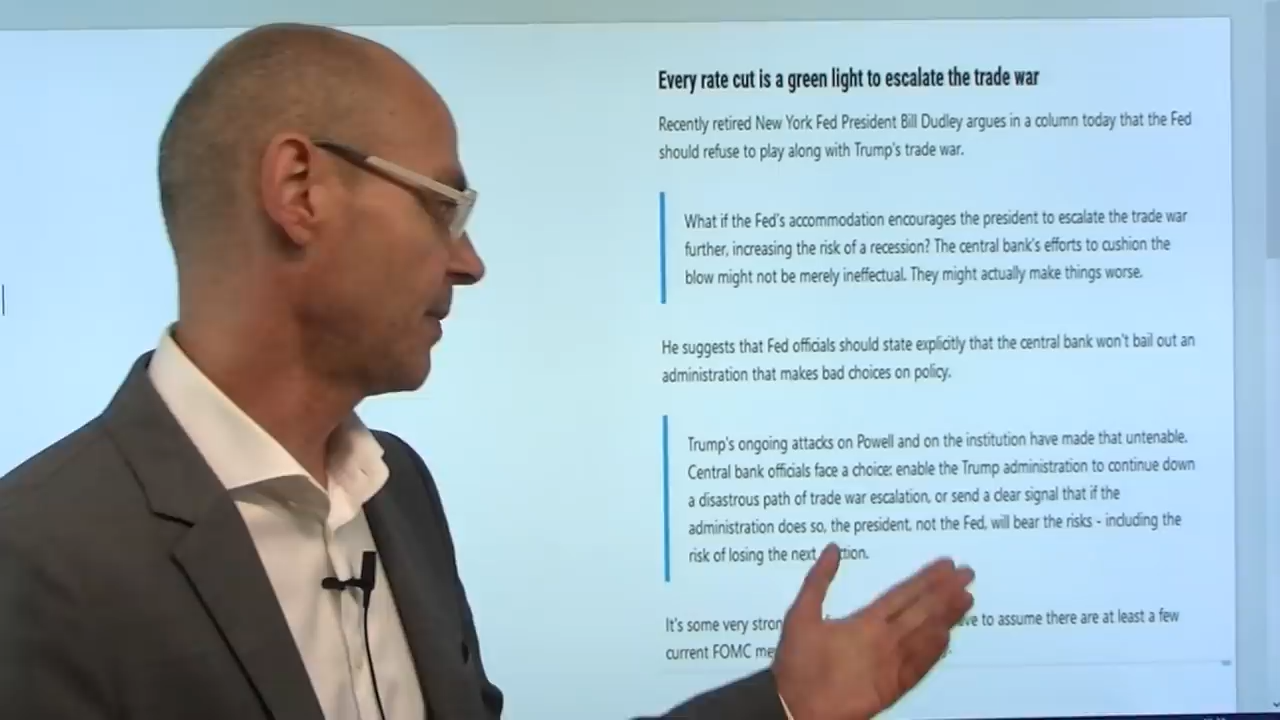 Every rate cut is a green light to escalate the trade war
Recently retired New York Fed President Bill Dudley argues in a column today that the Fed
should refuse to play along with Trump's trade war.
What if the Fed's accommodation encourages the president to escalate the trade war
further, increasing the risk of a recession? The central bank's efforts to cushion the
blow might not be merely ineffectual. They might actually make things worse.
He suggests that Fed officials should state explicitly that the central bank won't bail out an
administration that makes bad choices on policy.
Trump's ongoing attacks on Powell and on the institution have made that untenable.
Central bank officials face a choice: enable the Trump administration to continue down
a disastrous path of trade war escalation, or send a clear signal that if the
administration does so, the president, not the Fed, will bear the risks - including the
risk of losing the next
It's some very to assume there are at least a few
current FOMC